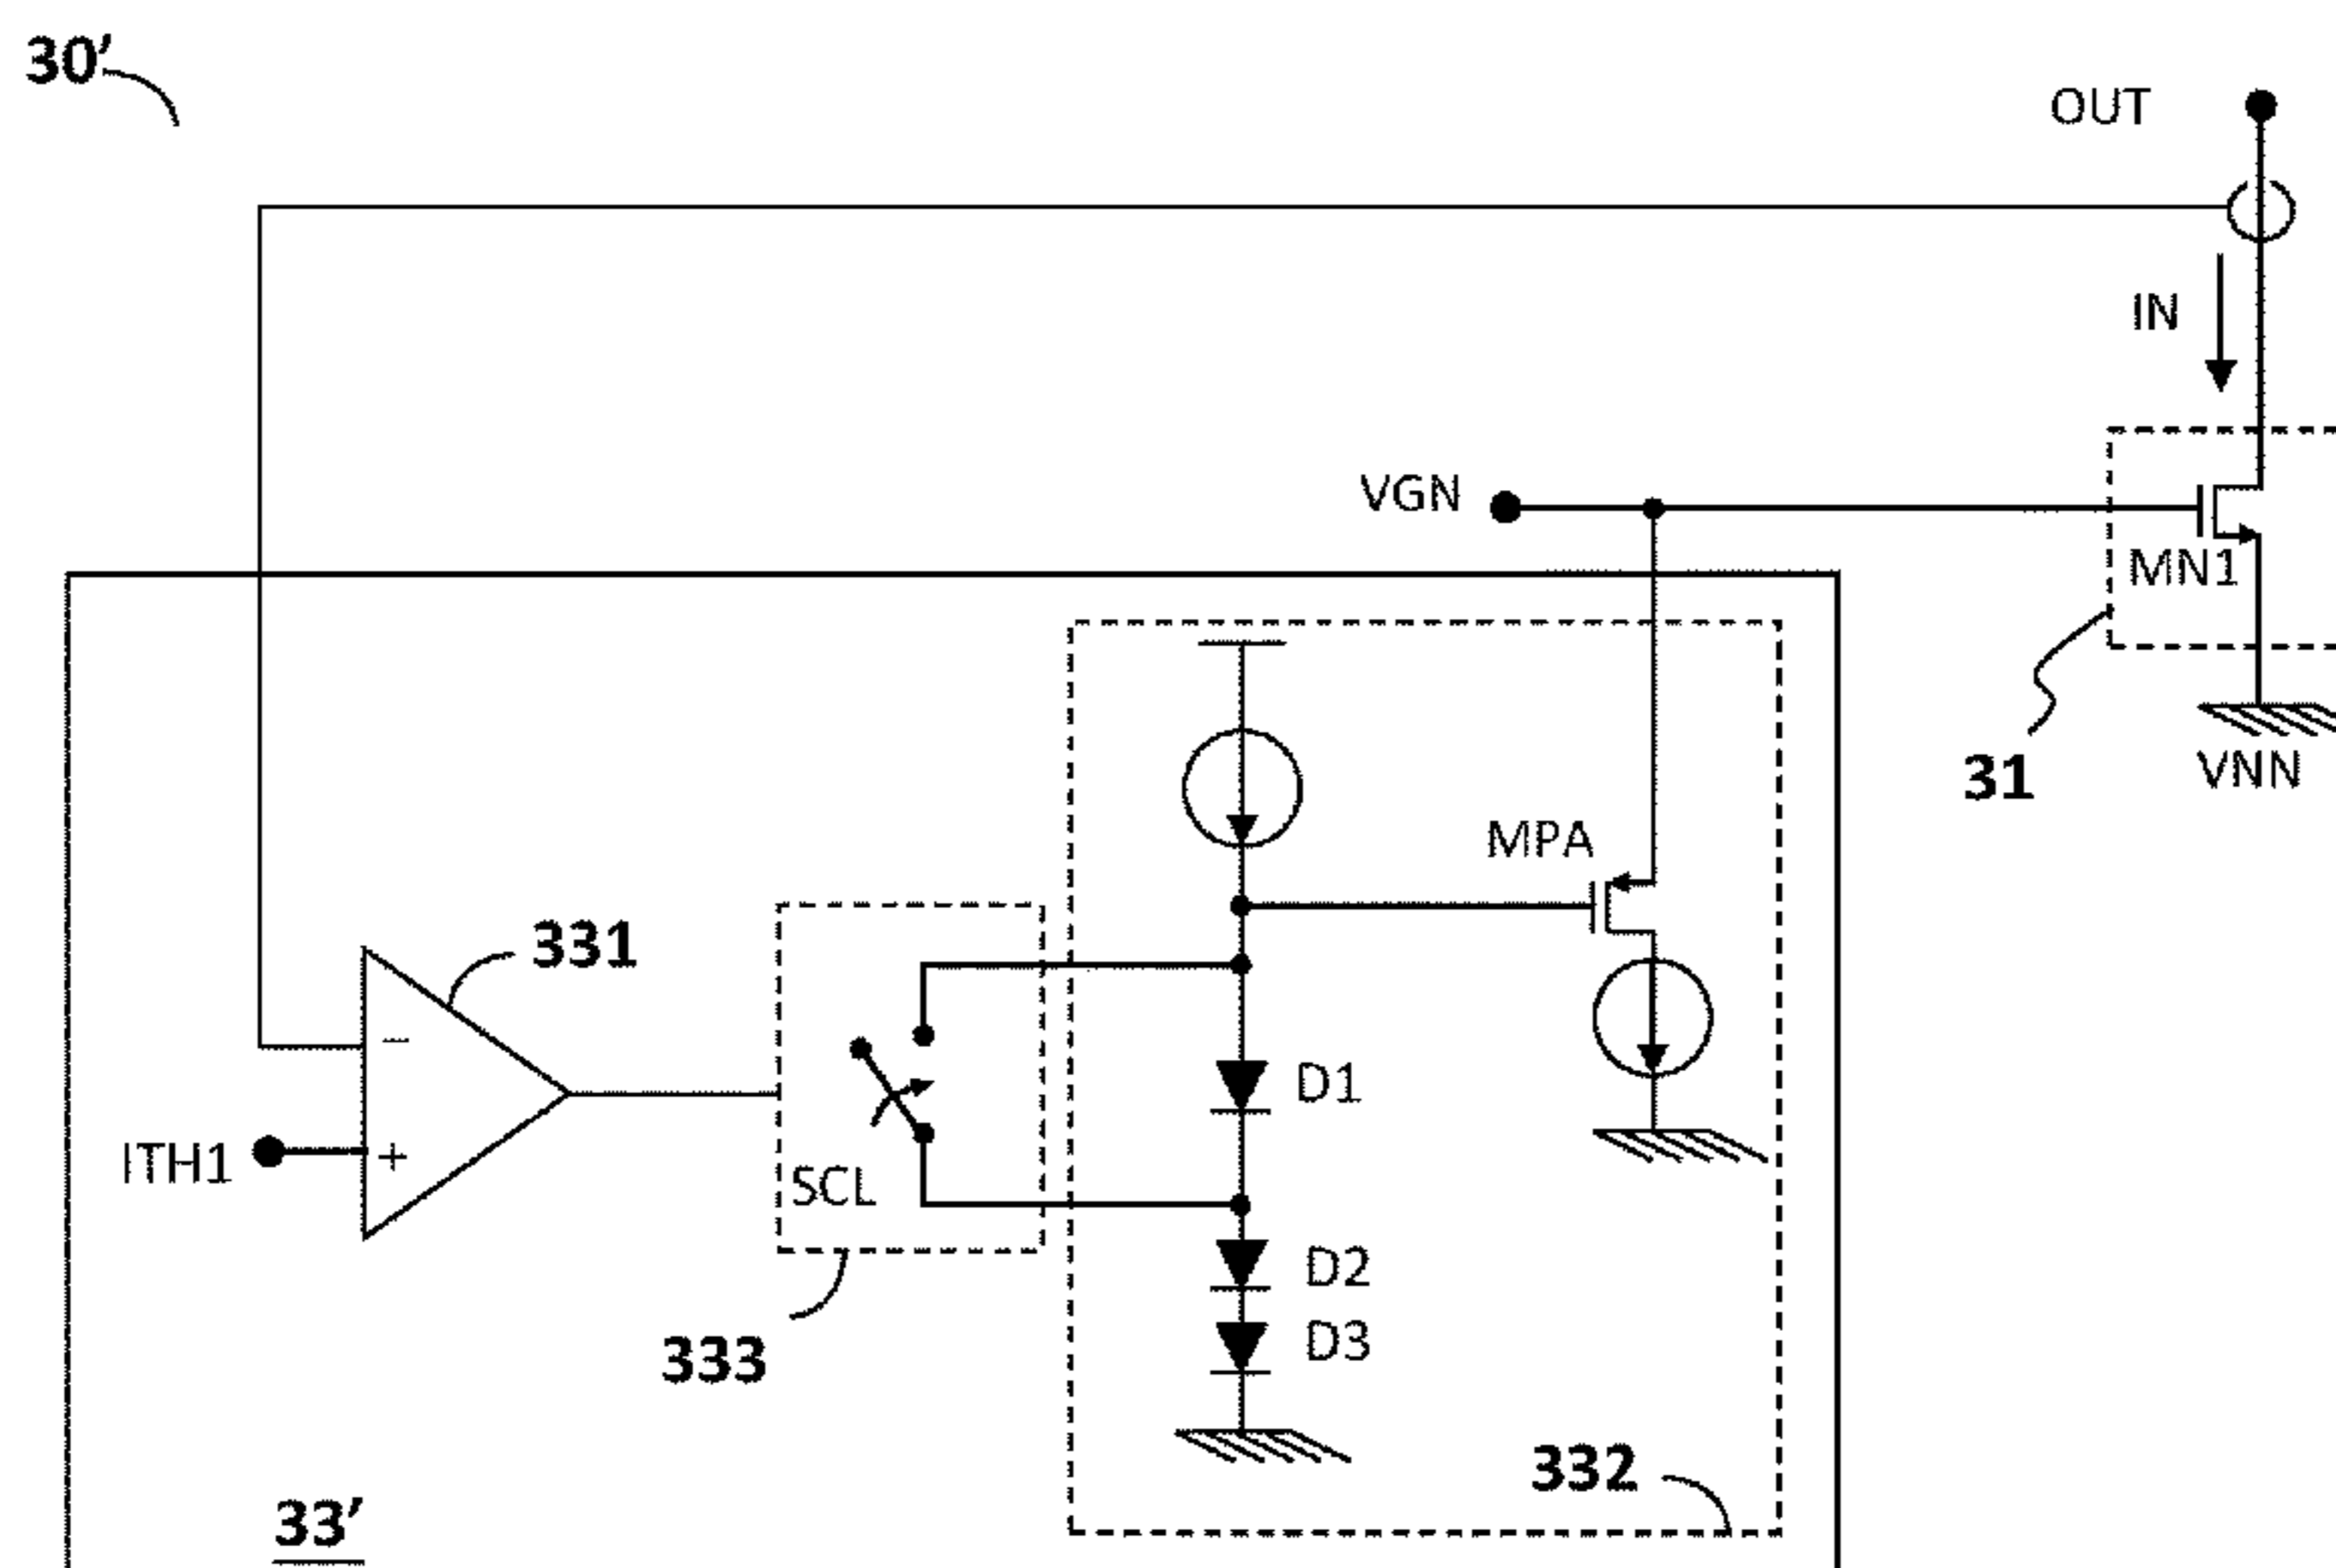 30'
OUT
IN
VGN
MN1
31
VNN
MPA
331
−
ITH1
+
SCL
D1
D2
D3
333
332
33'